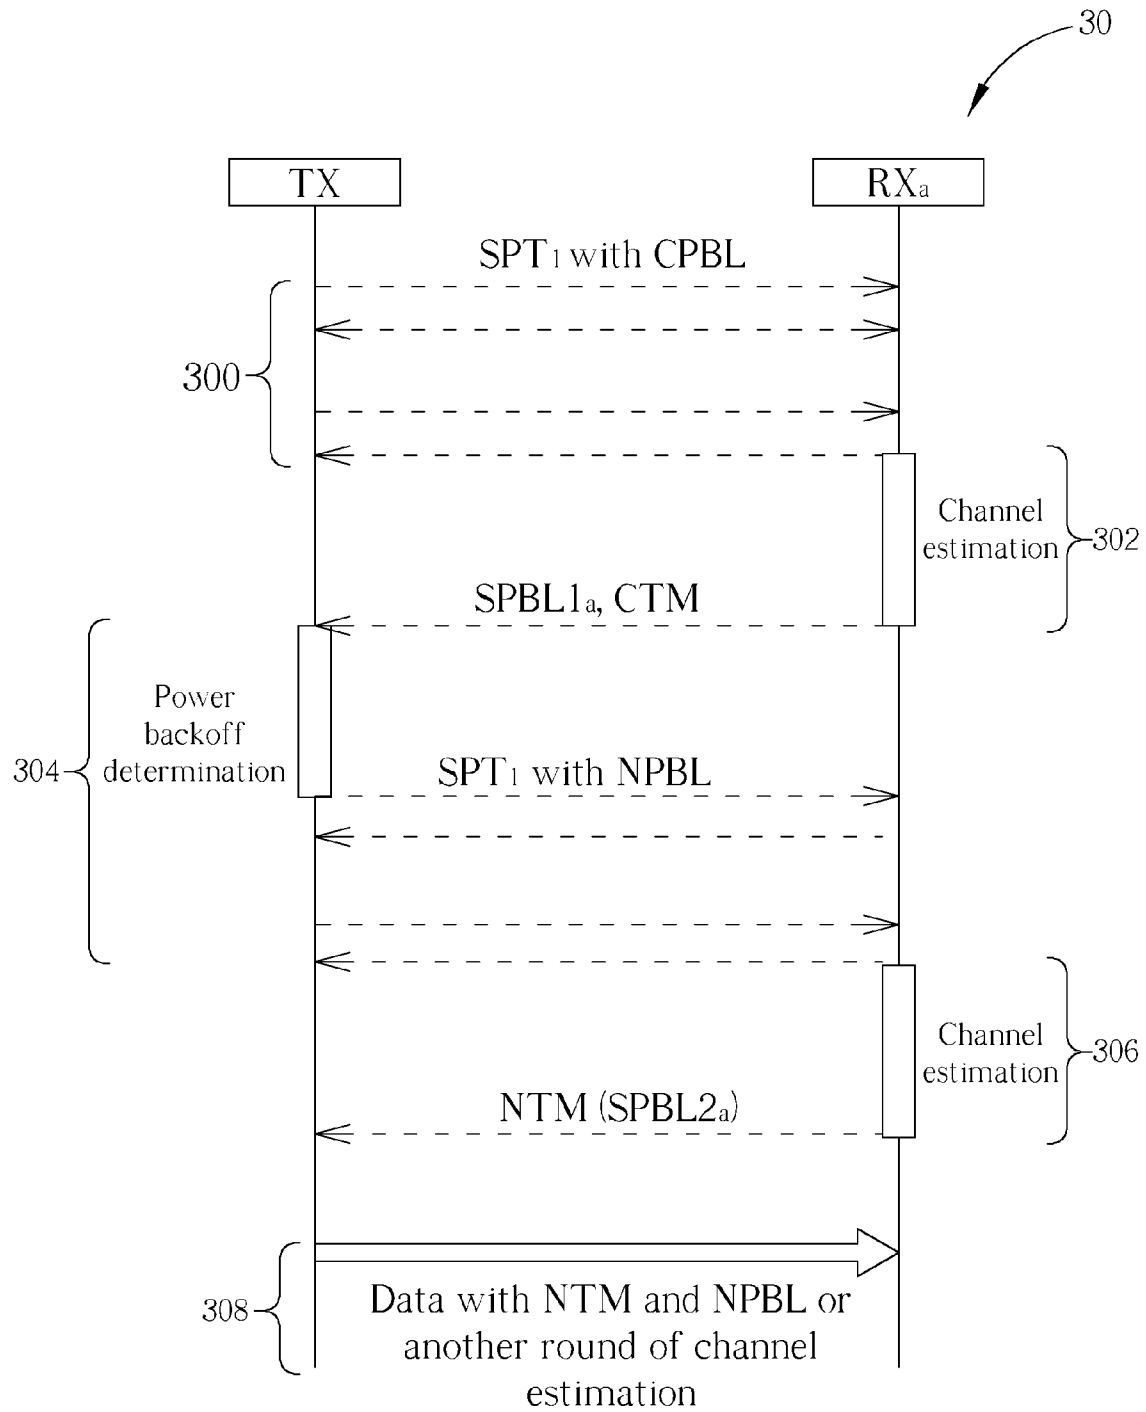 30
TX
RXa
SPT1 with CPBL
300
Channel
estimation
302
SPBL1a, CTM
Power
backoff
determination
304
SPT1 with NPBL
Channel
estimation
306
NTM (SPBL2a)
308
Data with NTM and NPBL or
another round of channel
estimation